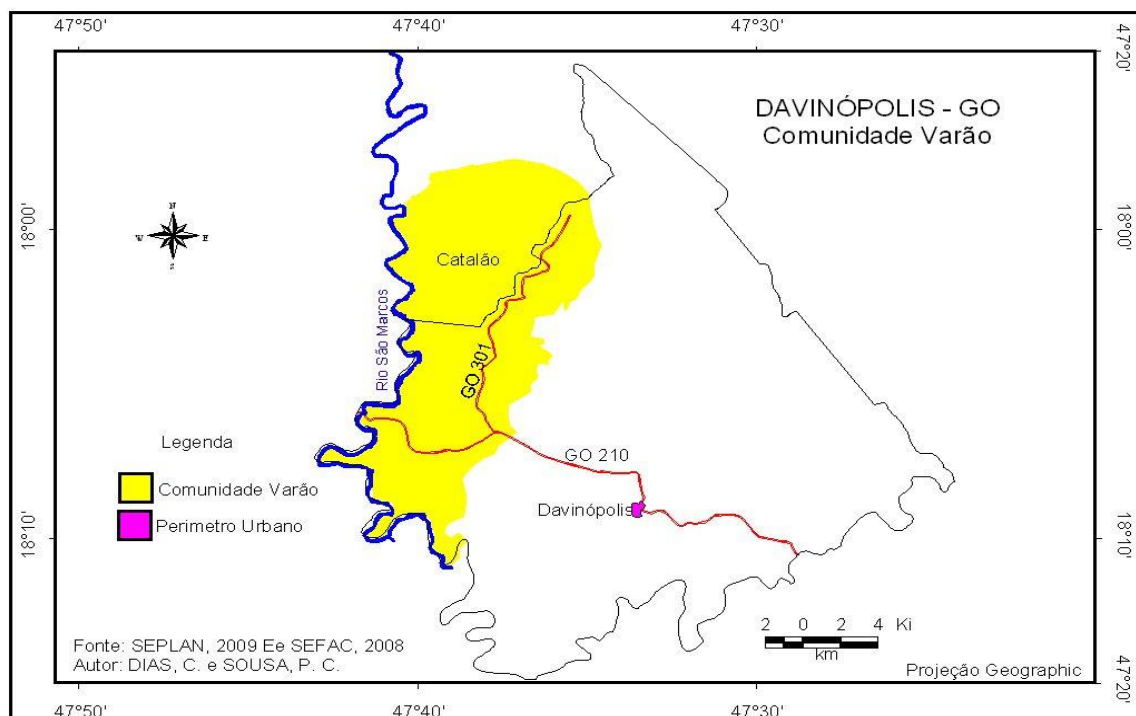 47°50' 47°40' 47°30'
47°20'
DAVINÓPOLIS - GO
Comunidade Varão
N
W E
S
18°00' 18°00'
Catalão
Rio São Marcos
GO 301
Legenda
GO 210
Comunidade Varão
Davinópolis
Perimetro Urbano
18°10' 18°10'
2 0 2 4 Ki
km
Fonte: SEPLAN, 2009 Ee SEFAC, 2008
Autor: DIAS, C. e SOUSA, P. C.
Projeção Geographic
47°20'
47°50' 47°40' 47°30'